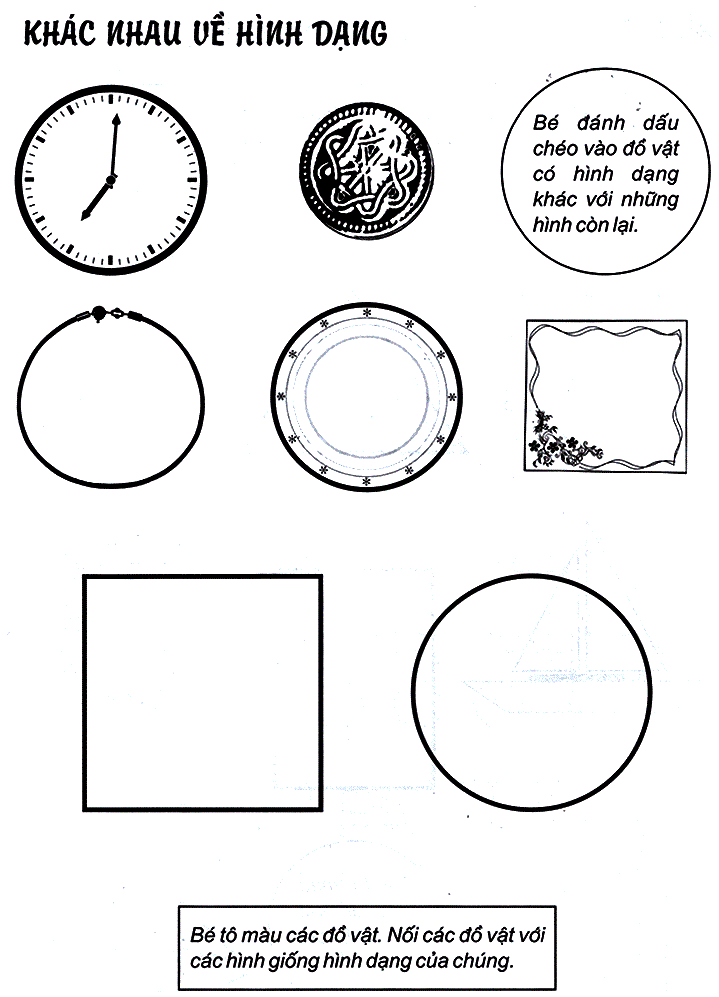 KHÁC NHAU VỀ HÌNH DẠNG
Bé đánh dấu
chéo vào đồ vật
có hình dạng
khác với những
hình còn lại.
Bé tô màu các đồ vật. Nối các đồ vật với
các hình giống hình dạng của chúng.